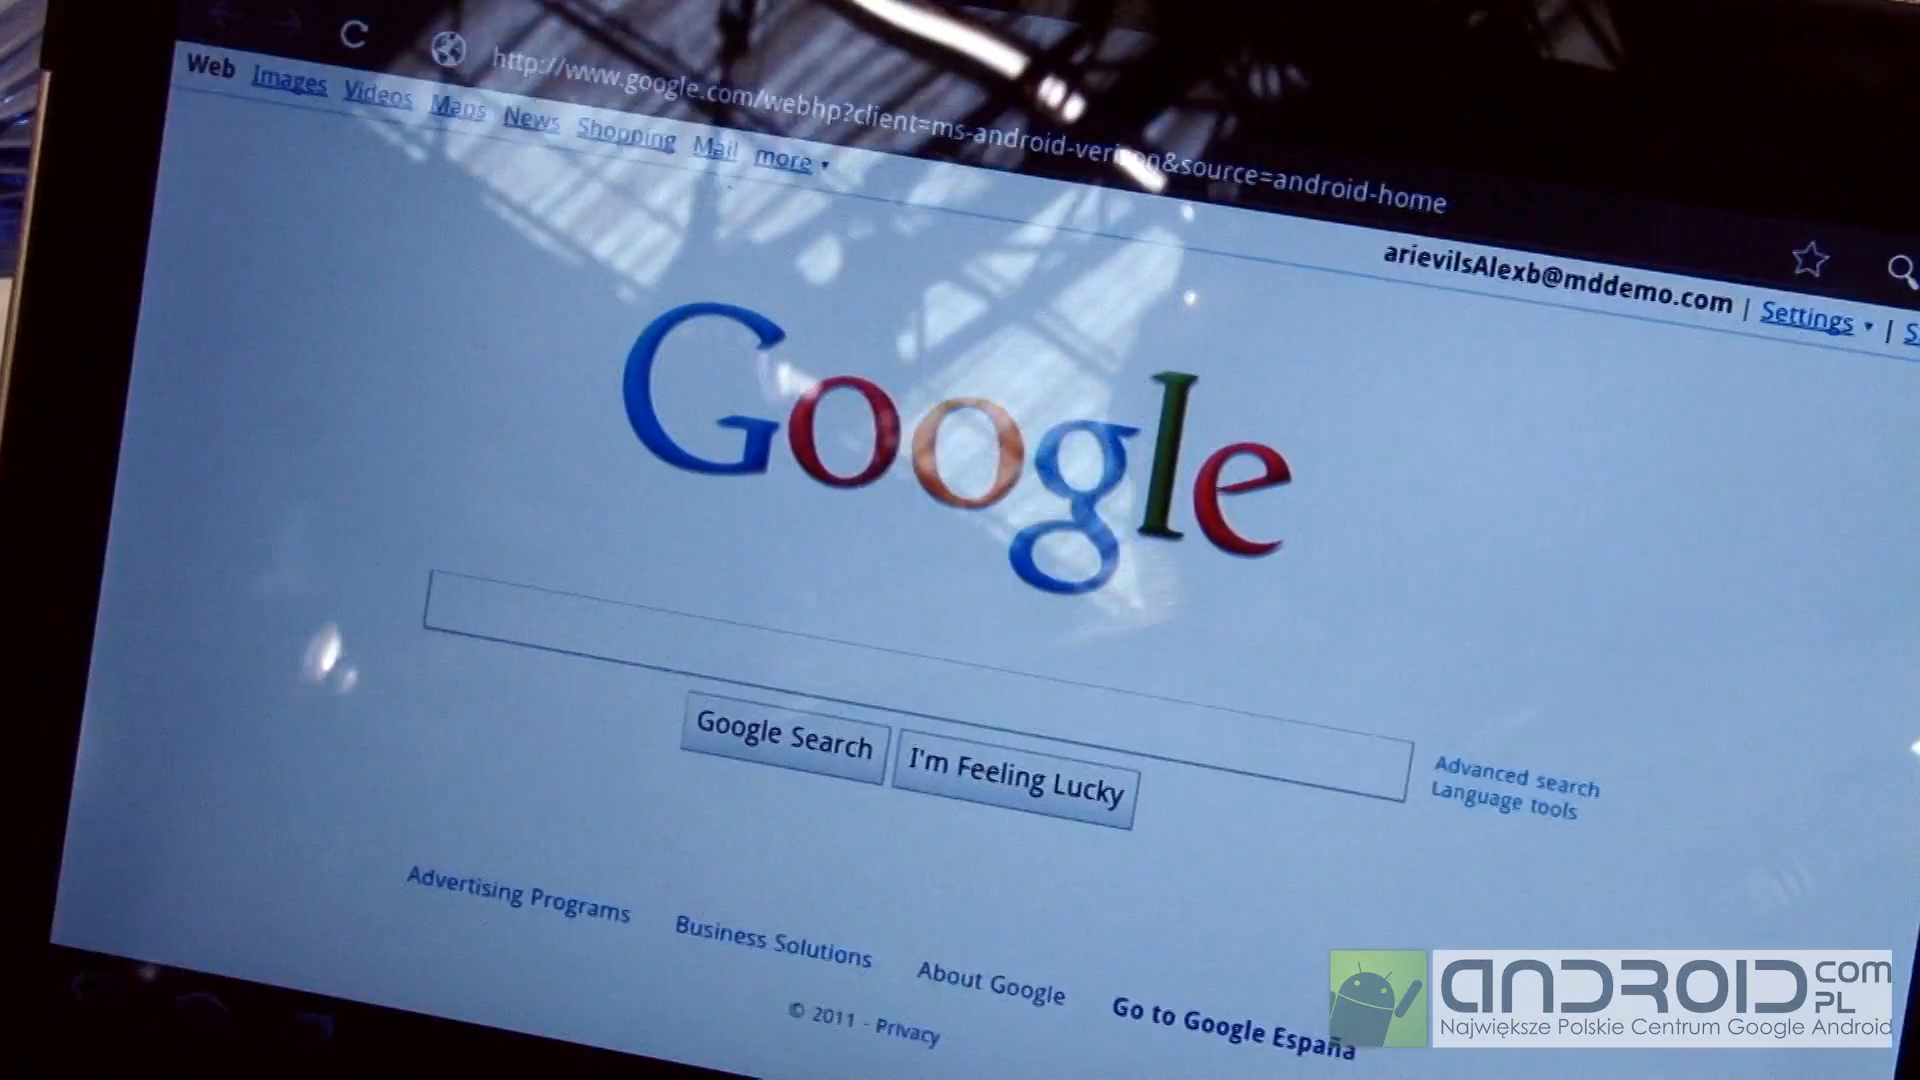 http://www.google.com/webhp?client=ms-android-verizon&source=android-home
Web Images Videos Maps News Shopping Mail more
arievilsAlexb@mddemo.com | Settings | S
Google
Google Search I'm Feeling Lucky
Advanced search
Language tools
Advertising Programs Business Solutions About Google Go to Google España
© 2011 - Privacy
ANDROID.COM.PL
Największe Polskie Centrum Google Android